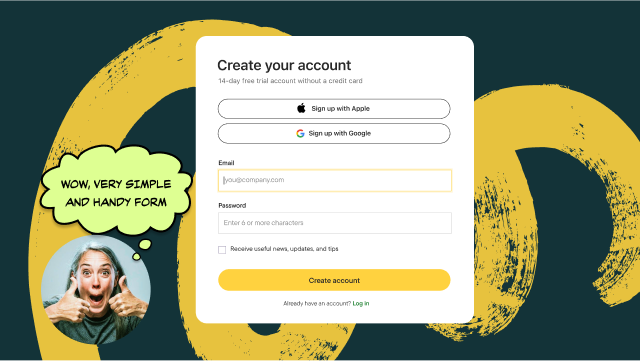 Create your account
14-day free trial account without a credit card
Sign up with Apple
Sign up with Google
Email
you@company.com
Password
Enter 6 or more characters
Receive useful news, updates, and tips
Create account
Already have an account? Log in
WOW, VERY SIMPLE
AND HANDY FORM